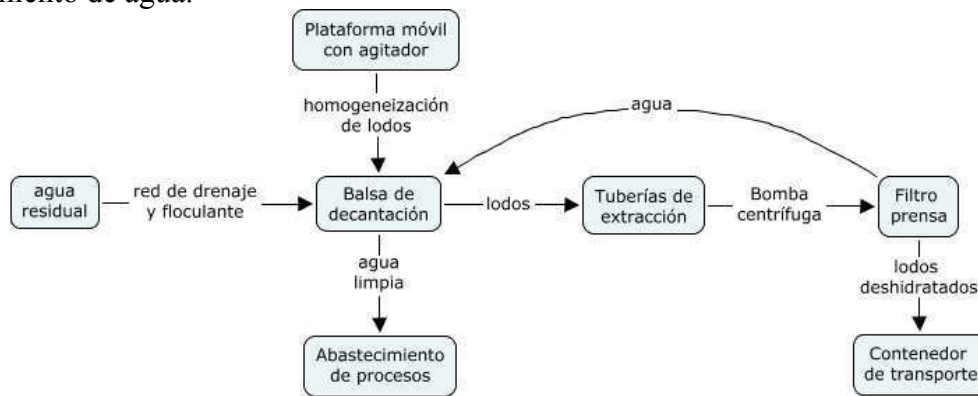 miento de agua.
Plataforma móvil
con agitador
homogeneización
de lodos
agua
agua
residual
red de drenaje
y floculante
Balsa de
decantación
lodos
Tuberías de
extracción
Bomba
centrífuga
Filtro
prensa
agua
limpia
lodos
deshidratados
Abastecimiento
de procesos
Contenedor
de transporte